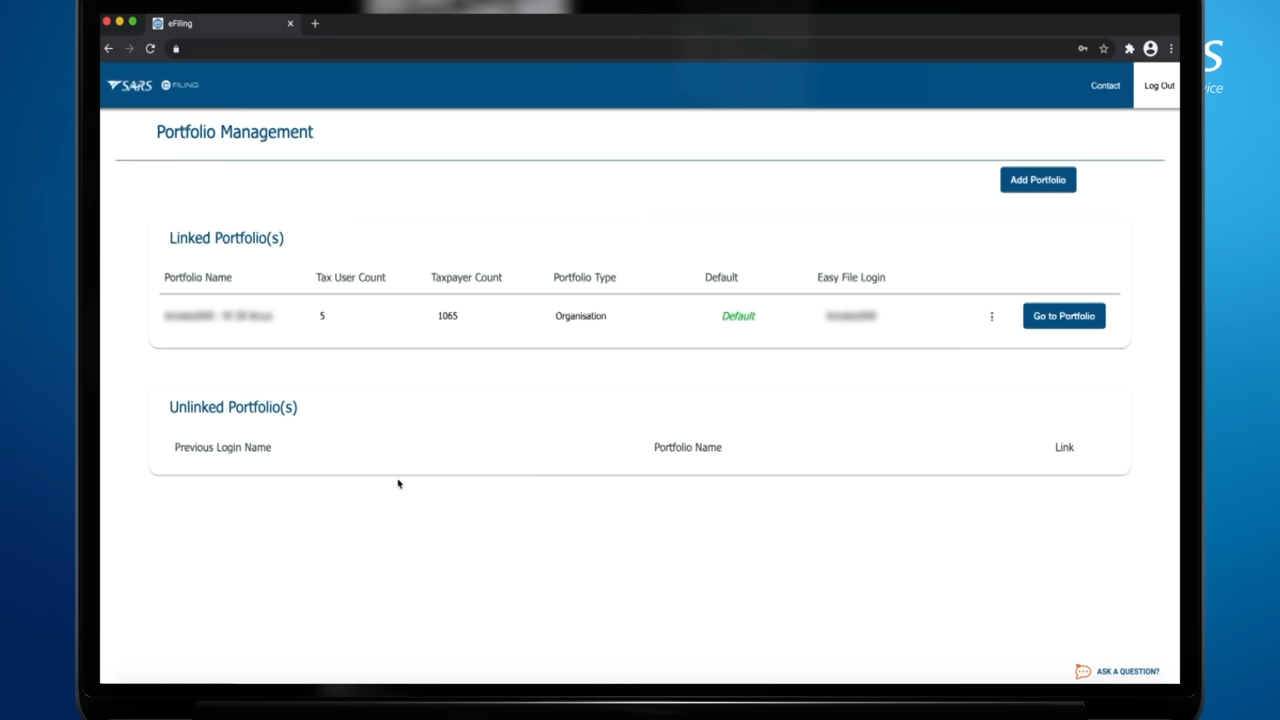 eFiling
SARS eFILING
Contact
Log Out
S
vice
Portfolio Management
Add Portfolio
Linked Portfolio(s)
Portfolio Name Tax User Count Taxpayer Count Portfolio Type Default Easy File Login
5 1065 Organisation Default Go to Portfolio
Unlinked Portfolio(s)
Previous Login Name Portfolio Name Link
ASK A QUESTION?